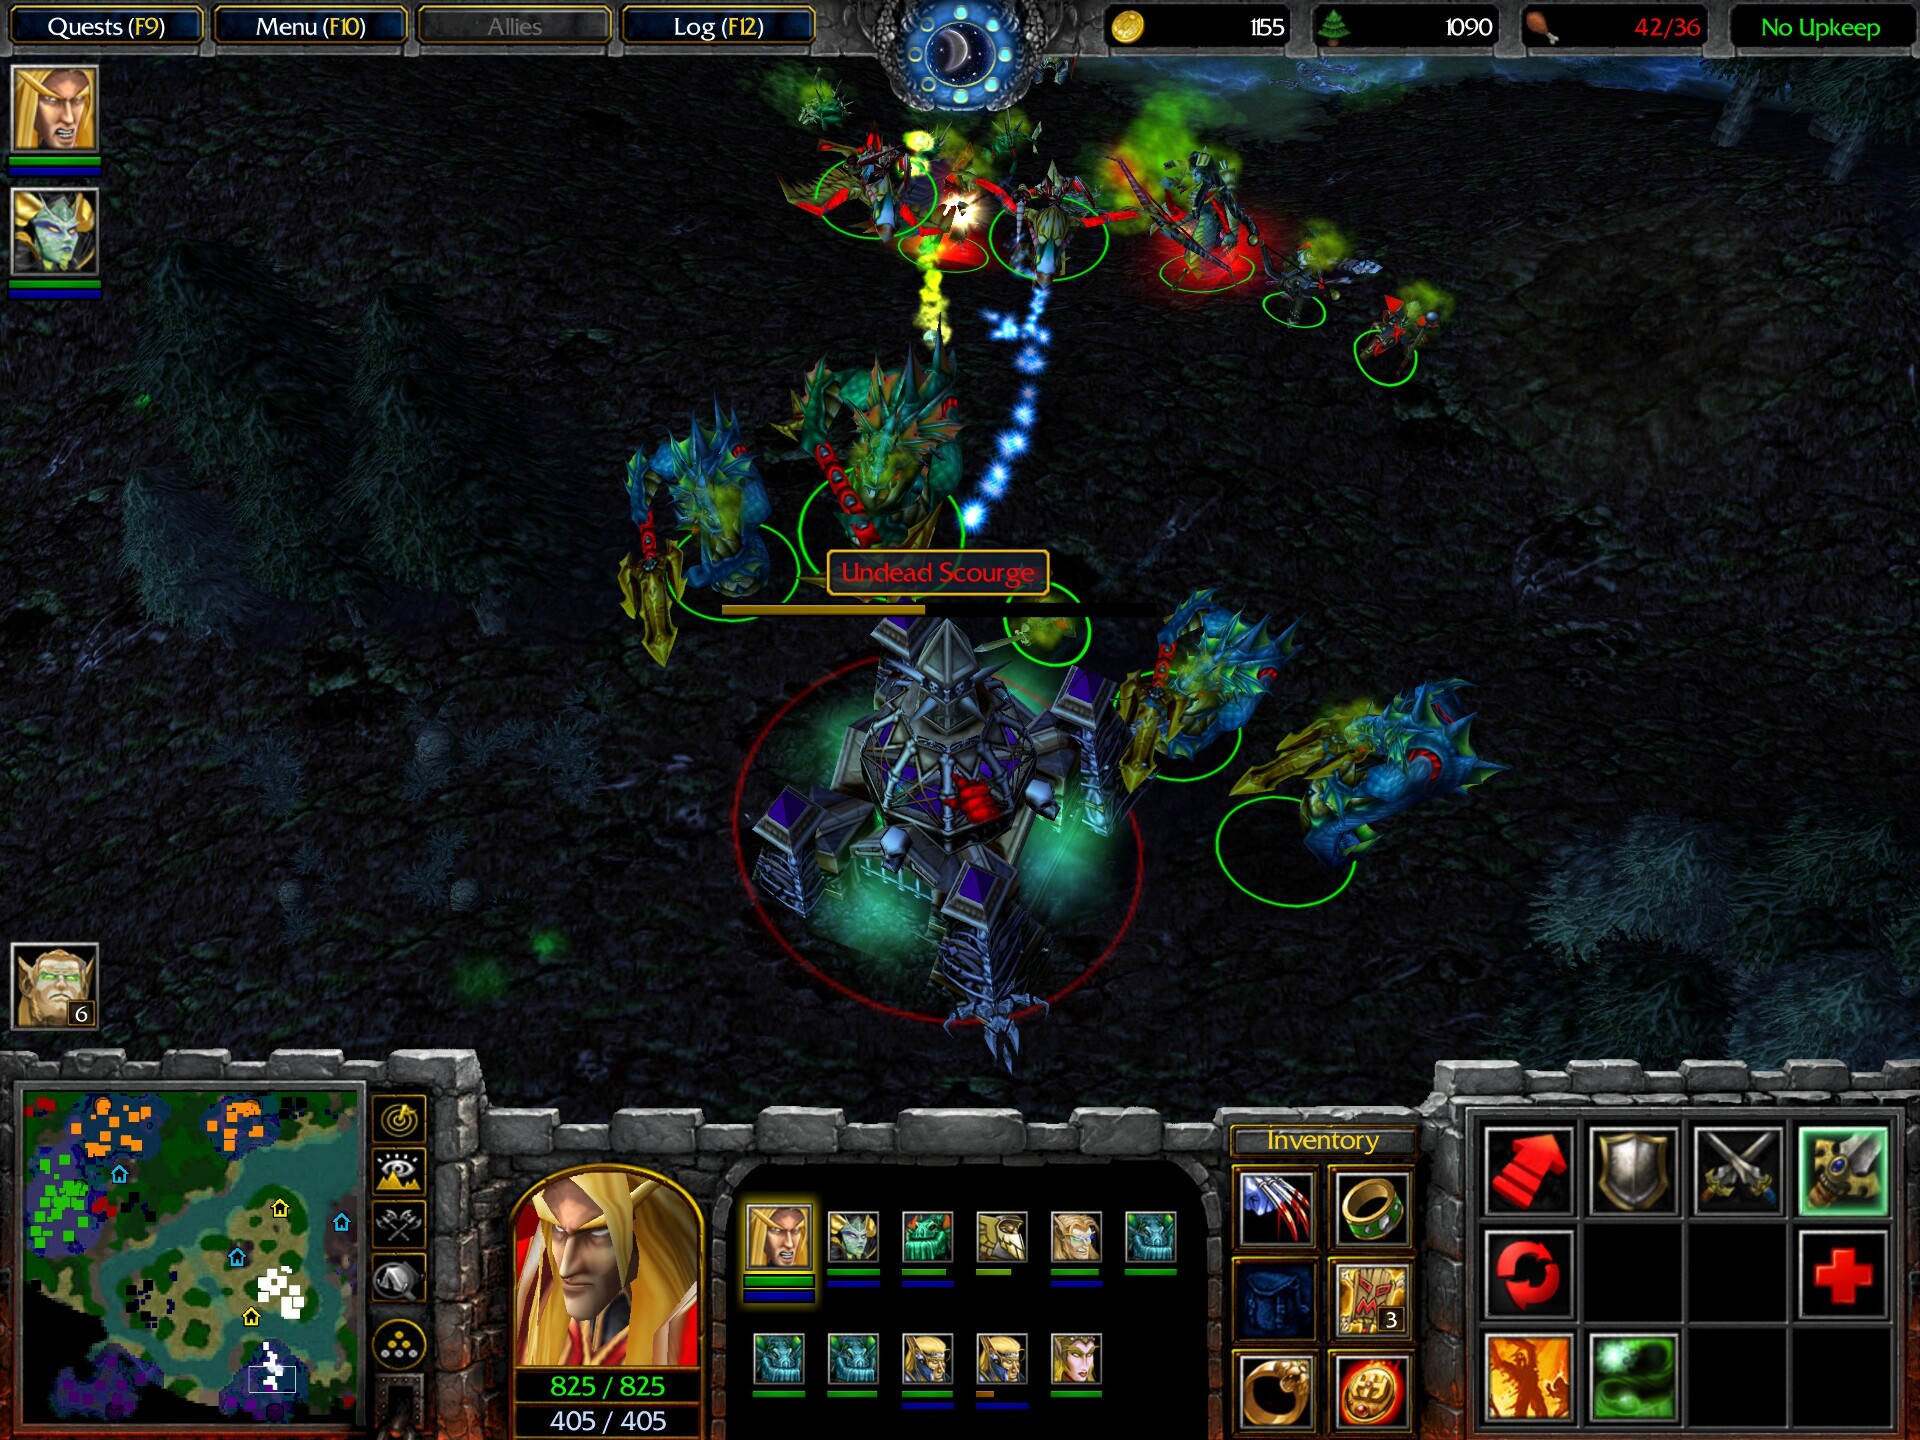 Quests (F9) Menu (F10) Allies Log (F12) 1155 1090 42/36 No Upkeep
Undead Scourge
6
Inventory
3
825 / 825
405 / 405